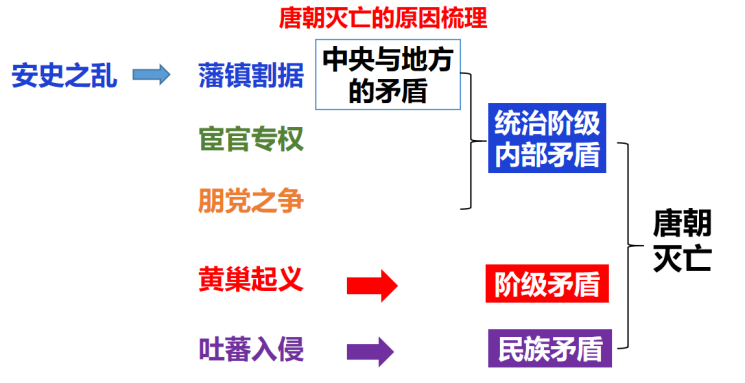 唐朝灭亡的原因梳理
安史之乱
藩镇割据
中央与地方
的矛盾
宦官专权
朋党之争
统治阶级
内部矛盾
黄巢起义
阶级矛盾
吐蕃入侵
民族矛盾
唐朝
灭亡